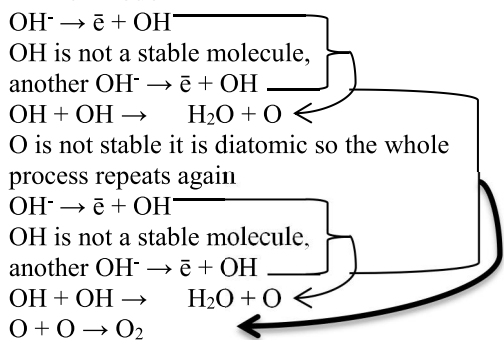 OH⁻ → ē + OH
OH is not a stable molecule,
another OH⁻ → ē + OH
OH + OH → H₂O + O
O is not stable it is diatomic so the whole
process repeats again
OH⁻ → ē + OH
OH is not a stable molecule,
another OH⁻ → ē + OH
OH + OH → H₂O + O
O + O → O₂